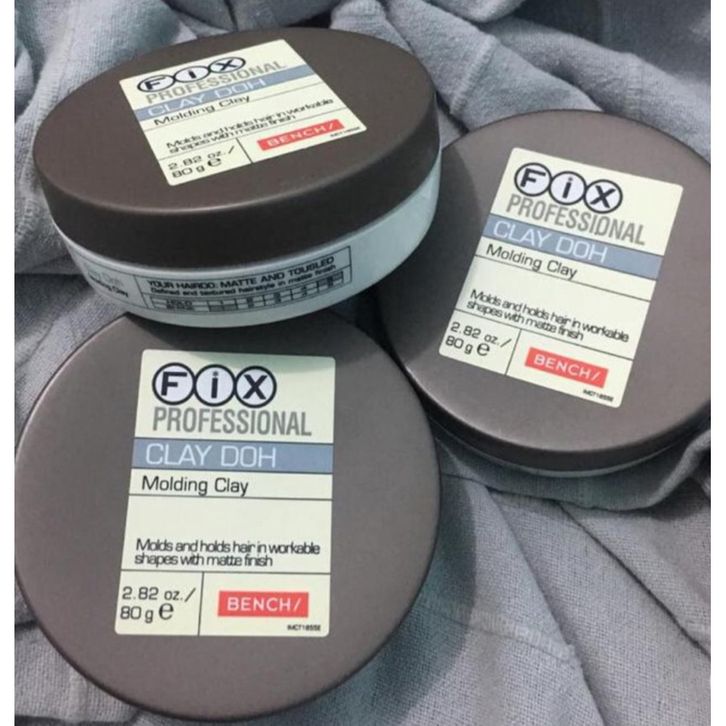 FiX
PROFESSIONAL
CLAY DOH
Molding Clay
Molds and holds hair in workable
shapes with matte finish
2.82 oz./
80 g e
BENCH/
YOUR HAIRDO: MATTE AND TOUSLED
Defined and textured hairstyle in matte finish
HOLD
FiX
PROFESSIONAL
CLAY DOH
Molding Clay
Molds and holds hair in workable
shapes with matte finish
2.82 oz./
80 g e
BENCH/
FiX
PROFESSIONAL
CLAY DOH
Molding Clay
Molds and holds hair in workable
shapes with matte finish
2.82 oz./
80 g e
BENCH/